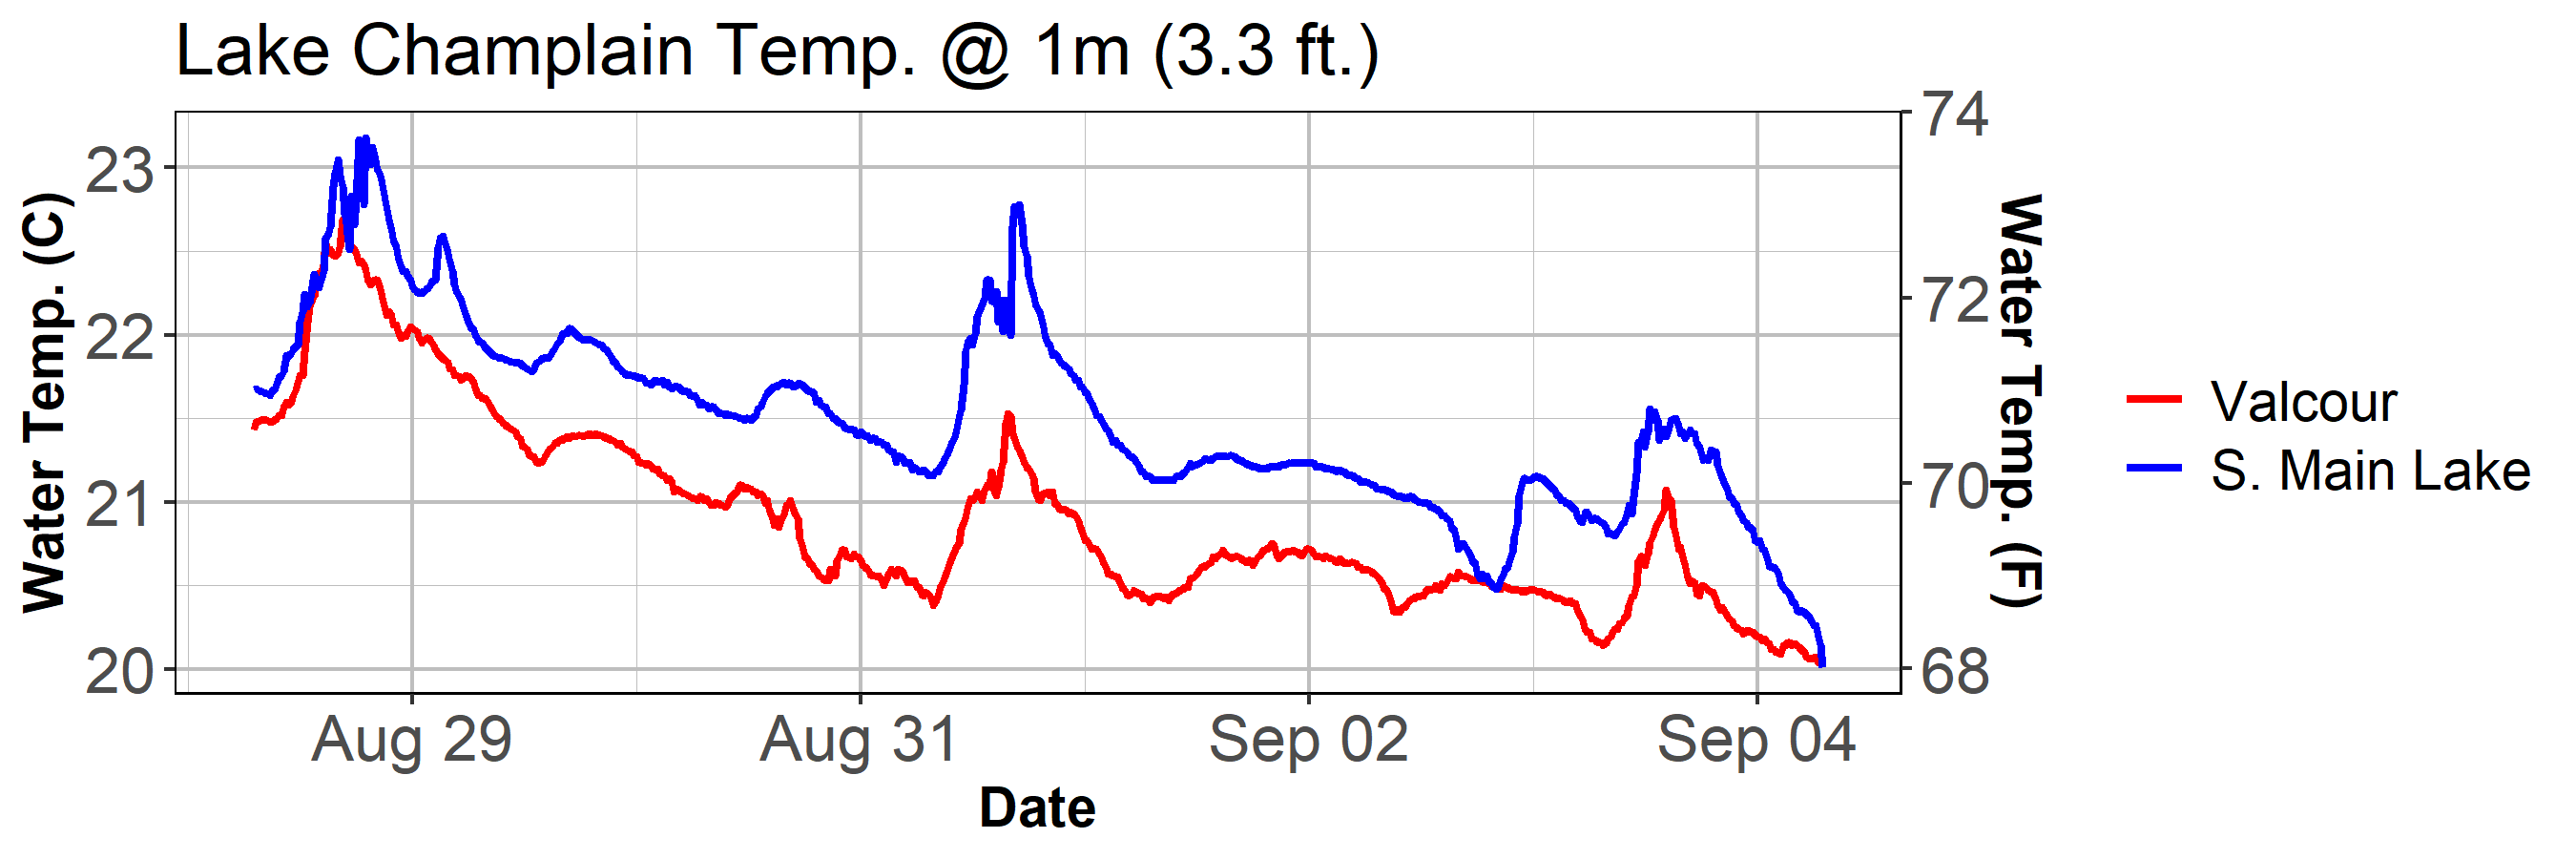 Lake Champlain Temp. @ 1m (3.3 ft.)
Water Temp. (C)
23
22
21
20
74
72
70
68
Water Temp. (F)
Aug 29
Aug 31
Sep 02
Sep 04
Date
Valcour
S. Main Lake